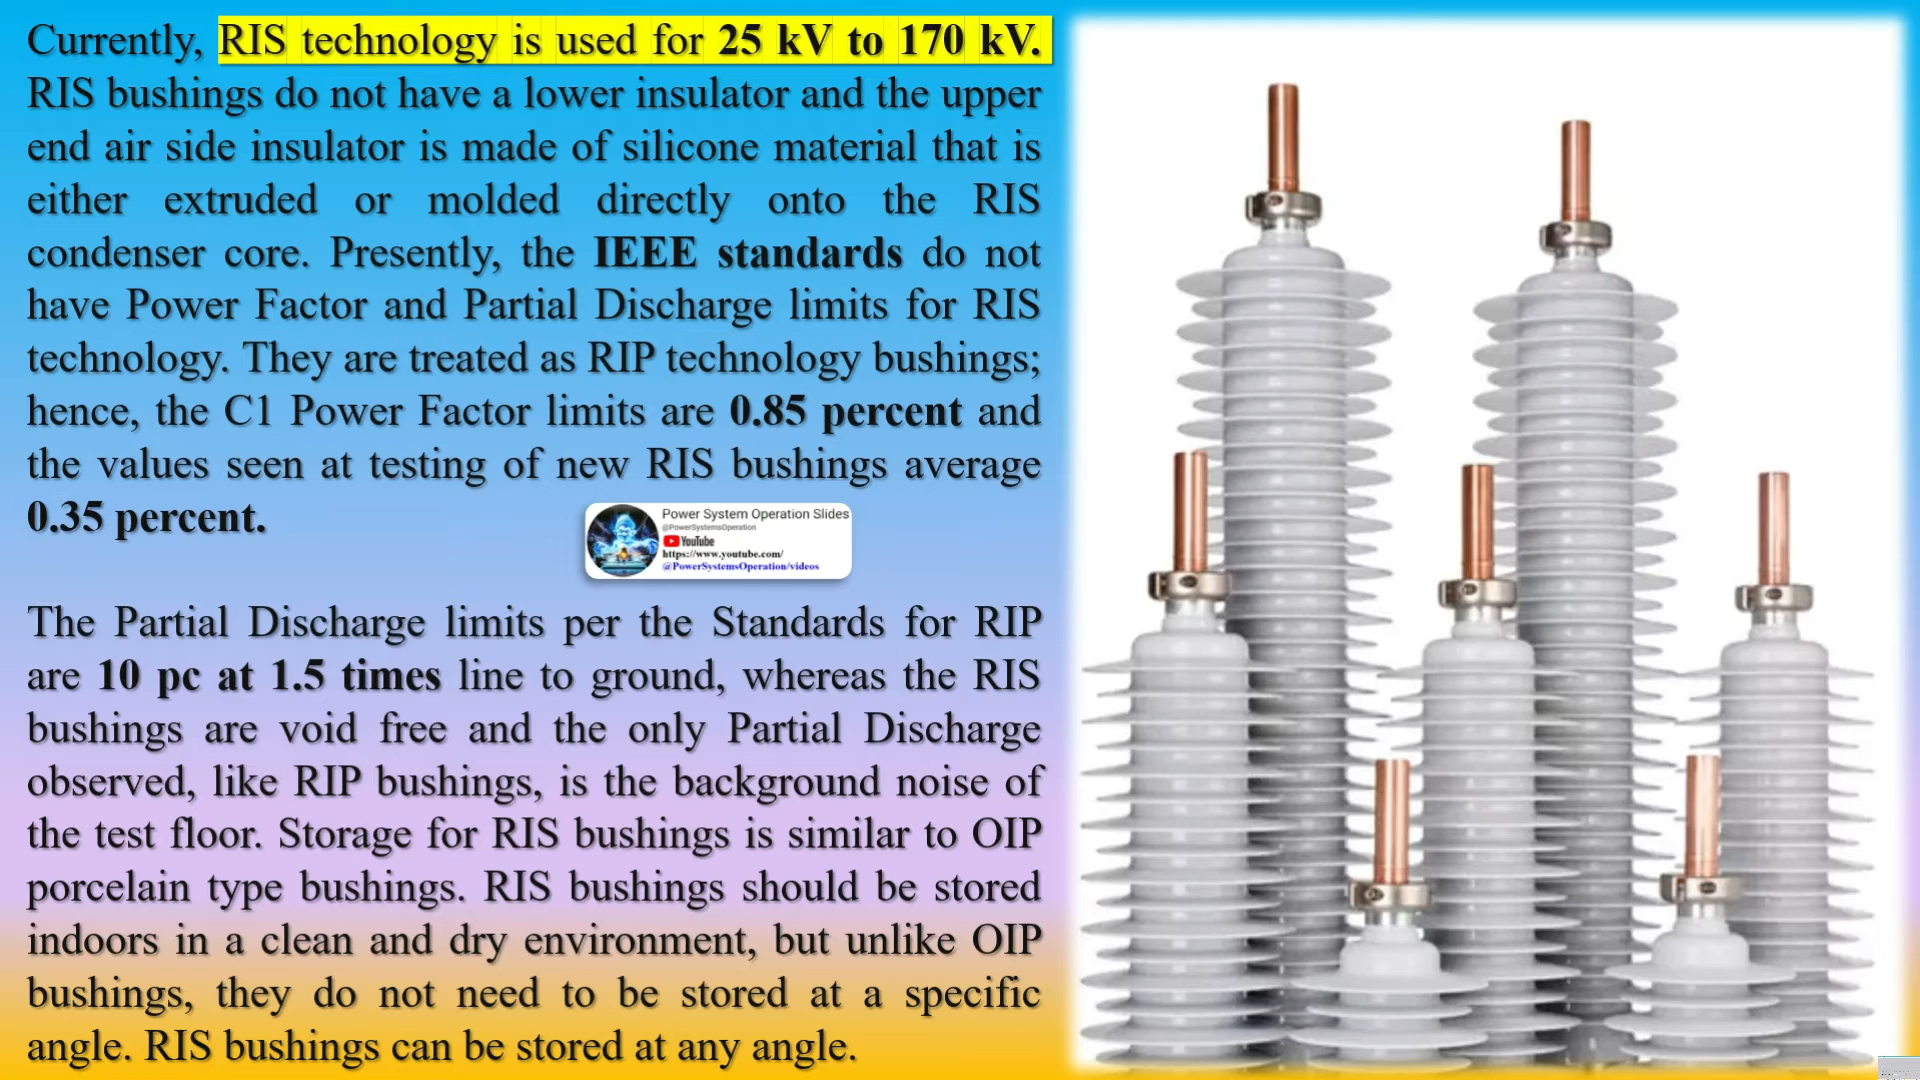 Currently, RIS technology is used for 25 kV to 170 kV.
RIS bushings do not have a lower insulator and the upper
end air side insulator is made of silicone material that is
either extruded or molded directly onto the RIS
condenser core. Presently, the IEEE standards do not
have Power Factor and Partial Discharge limits for RIS
technology. They are treated as RIP technology bushings;
hence, the C1 Power Factor limits are 0.85 percent and
the values seen at testing of new RIS bushings average
0.35 percent.
Power System Operation Slides
@PowerSystemsOperation
YouTube
https://www.youtube.com/
@PowerSystemsOperation/videos
The Partial Discharge limits per the Standards for RIP
are 10 pc at 1.5 times line to ground, whereas the RIS
bushings are void free and the only Partial Discharge
observed, like RIP bushings, is the background noise of
the test floor. Storage for RIS bushings is similar to OIP
porcelain type bushings. RIS bushings should be stored
indoors in a clean and dry environment, but unlike OIP
bushings, they do not need to be stored at a specific
angle. RIS bushings can be stored at any angle.